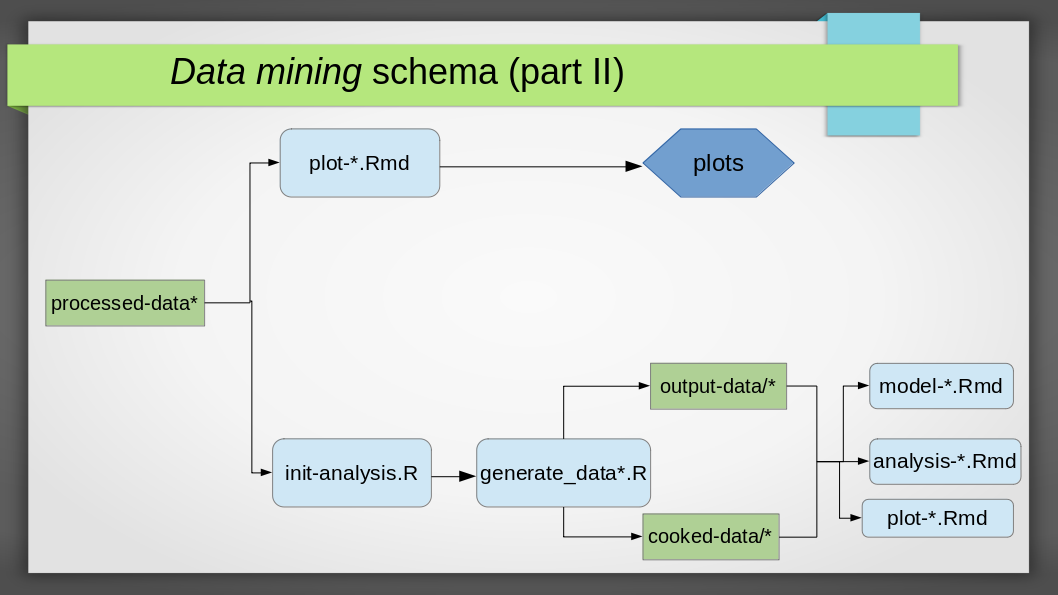 Data mining schema (part II)
plot-*.Rmd
plots
processed-data*
output-data/*
model-*.Rmd
init-analysis.R
generate_data*.R
analysis-*.Rmd
plot-*.Rmd
cooked-data/*